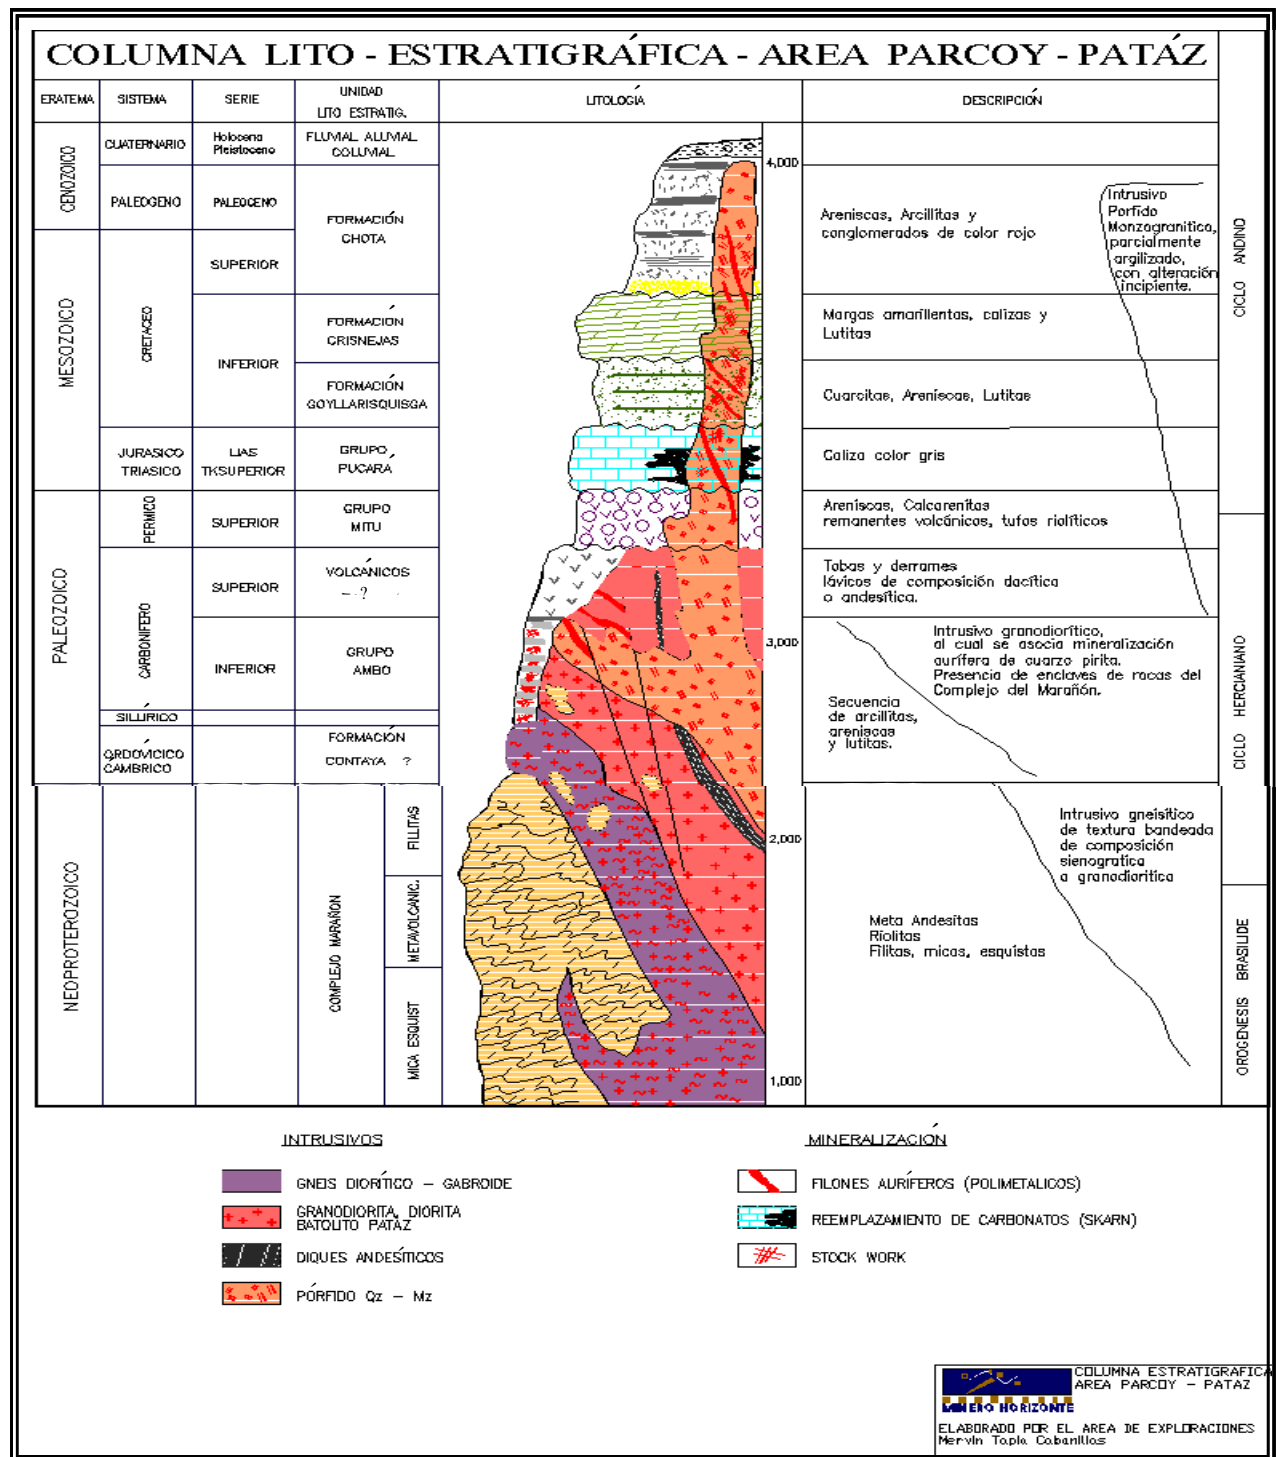 COLUMNA LITO - ESTRATIGRÁFICA - AREA PARCOY - PATÁZ
ERATEMA
SISTEMA
SERIE
UNIDAD
LITO ESTRATIG.
LITOLOGÍA
DESCRIPCIÓN
CENOZOICO
CUATERNARIO
Holoceno
Pleistoceno
FLUVIAL ALUVIAL
COLUVIAL
4,000
PALEOGENO
PALEOCENO
FORMACIÓN
CHOTA
Areniscas, Arcillitas y
conglomerados de color rojo
Intrusivo
Porfido
Monzogranitico,
parcialmente
argilizado,
con alteración
incipiente.
CICLO ANDINO
MESOZOICO
CRETACEO
SUPERIOR
INFERIOR
FORMACIÓN
CRISNEJAS
Margas amarillentas, calizas y
Lutitas
FORMACIÓN
GOYLLARISQUISGA
Cuarcitas, Areniscas, Lutitas
JURASICO
TRIASICO
LIAS
TKSUPERIOR
GRUPO
PUCARÁ
Caliza color gris
PALEOZOICO
PERMICO
SUPERIOR
GRUPO
MITU
Areniscas, Calcarenitas
remanentes volcánicos, tufos riolíticos
CARBONIFERO
SUPERIOR
VOLCÁNICOS
?
Tobas y derrames
lávicos de composición dacítica
o andesítica.
INFERIOR
GRUPO
AMBO
3,000
Intrusivo granodiorítico,
al cual se asocia mineralización
aurífera de cuarzo pirita.
Presencia de enclaves de rocas del
Complejo del Marañón.
Secuencia
de arcillitas,
areniscas
y lutitas.
CICLO HERCIANIANO
SILÚRICO
ORDOVICICO
CÁMBRICO
FORMACIÓN
CONTAYA ?
NEOPROTEROZOICO
COMPLEJO MARAÑON
FILLITAS
METAVOLCANIC.
MICA ESQUIST
2,000
1,000
Intrusivo gneisítico
de textura bandeada
de composición
sienogratica
a granodiorítica
Meta Andesitas
Riolitas
Filitas, micas, esquistas
OROGENESIS BRASILIDE
INTRUSIVOS
GNEIS DIORÍTICO – GABROIDE
GRANODIORITA, DIORITA
BATOLITO PATÁZ
DIQUES ANDESÍTICOS
PÓRFIDO Qz – Mz
MINERALIZACIÓN
FILONES AURÍFEROS (POLIMETALICOS)
REEMPLAZAMIENTO DE CARBONATOS (SKARN)
STOCK WORK
MINERO HORIZONTE
COLUMNA ESTRATIGRAFICA
AREA PARCOY – PATAZ
ELABORADO POR EL AREA DE EXPLORACIONES
Mervin Tapia Cabanillas